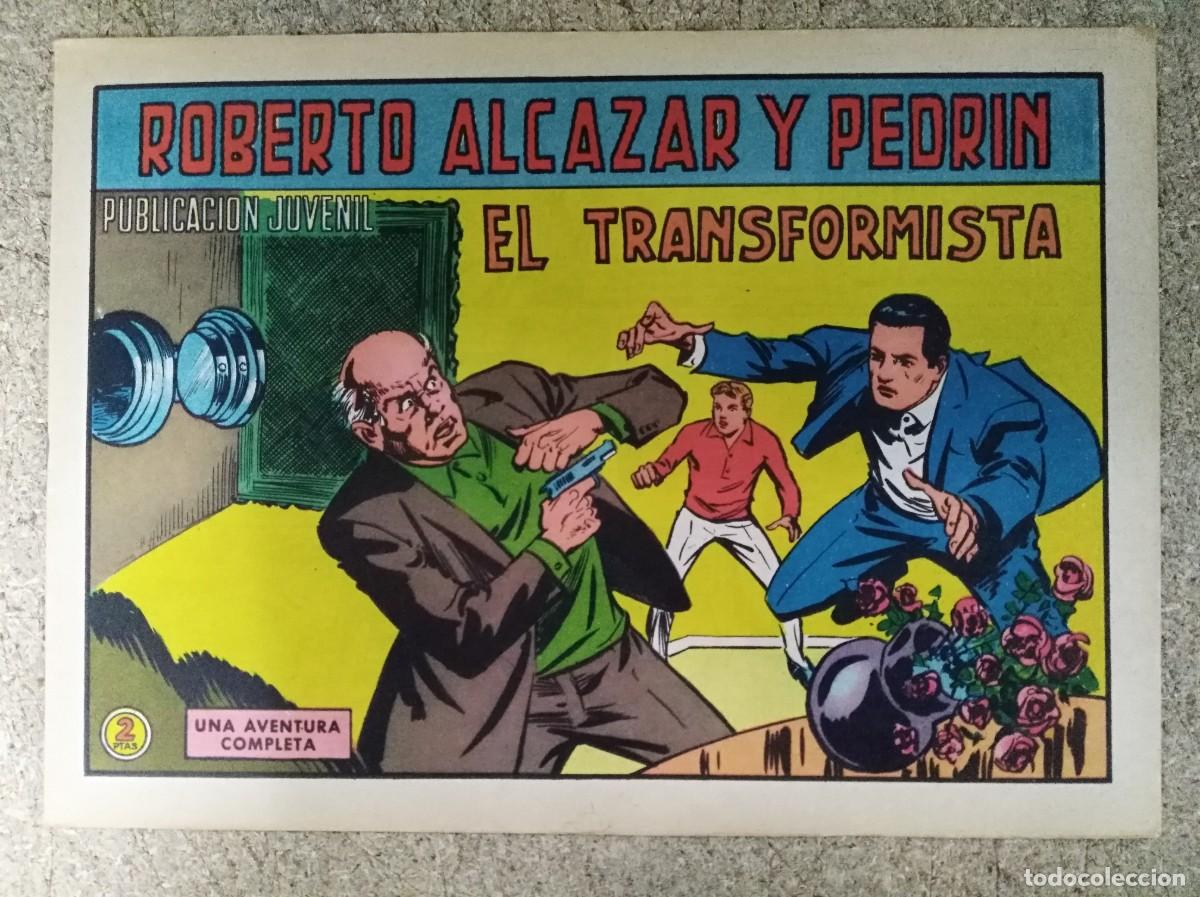 ROBERTO ALCAZAR Y PEDRIN
PUBLICACION JUVENIL
EL TRANSFORMISTA
2
PTAS
UNA AVENTURA
COMPLETA
todocoleccion